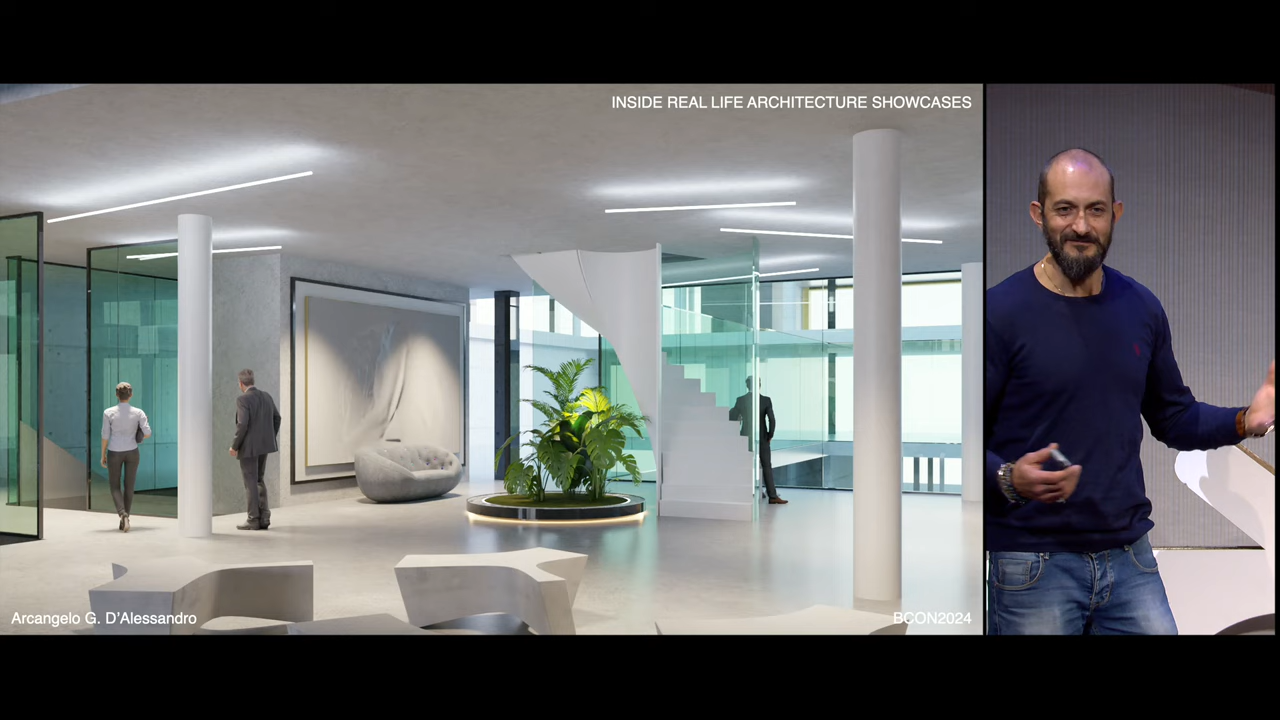 INSIDE REAL LIFE ARCHITECTURE SHOWCASES
Arcangelo G. D’Alessandro
BCON2024